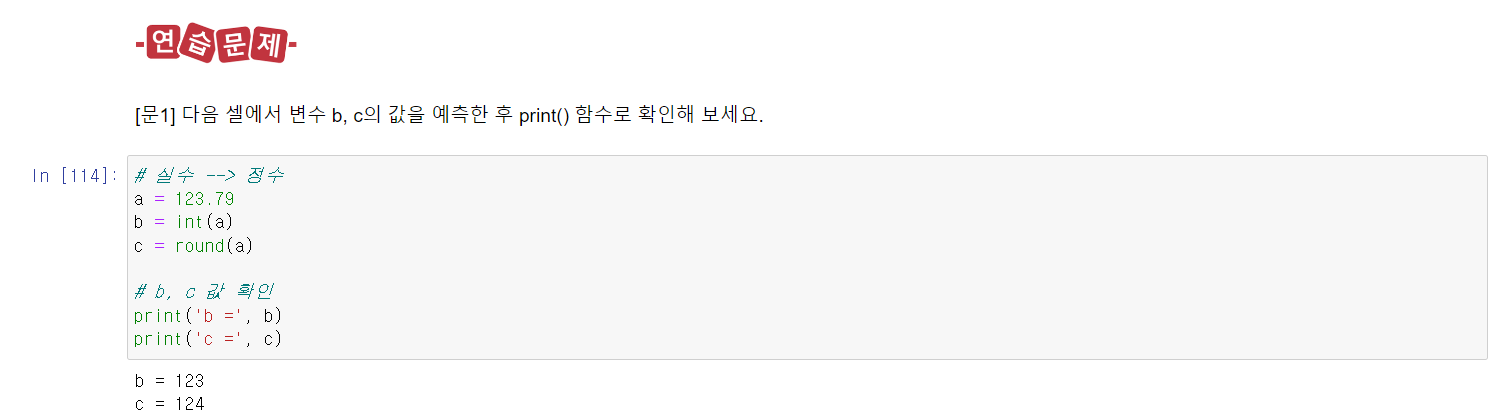 -연습문제-
[문1] 다음 셀에서 변수 b, c의 값을 예측한 후 print() 함수로 확인해 보세요.
In [114]:
# 실수 --> 정수
a = 123.79
b = int(a)
c = round(a)
# b, c 값 확인
print('b =', b)
print('c =', c)
b = 123
c = 124